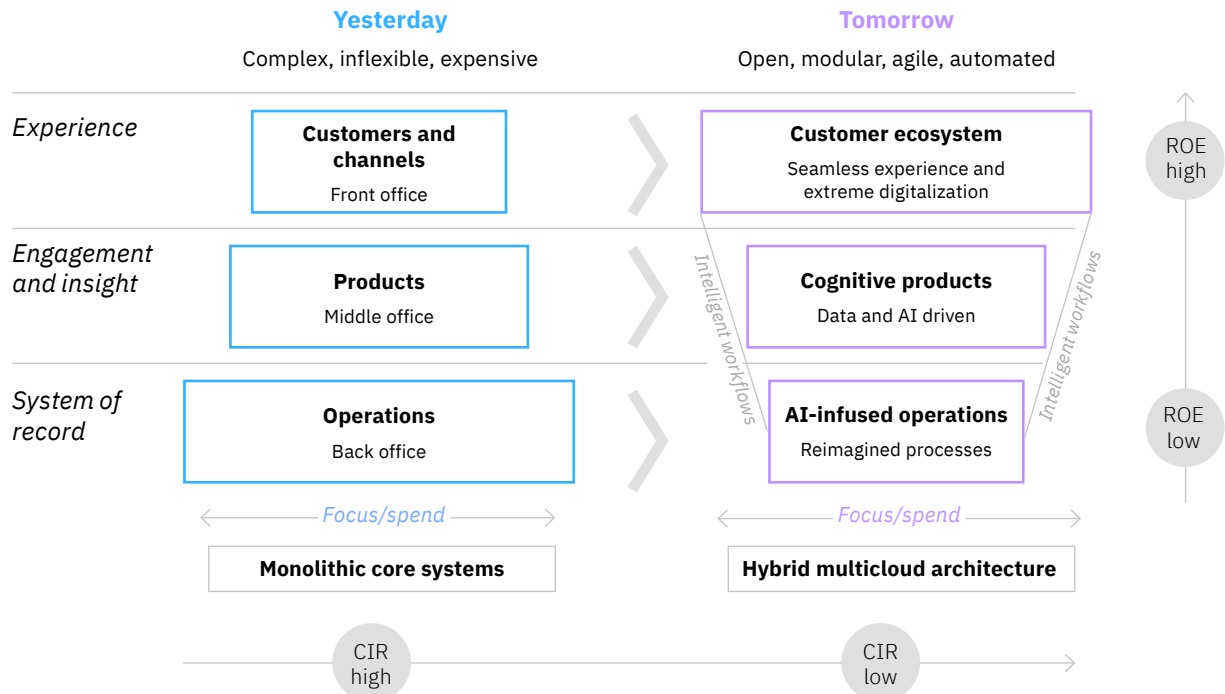 Yesterday
Tomorrow
Complex, inflexible, expensive
Open, modular, agile, automated
Experience
Customers and
channels
Front office
Customer ecosystem
Seamless experience and
extreme digitalization
ROE
high
Engagement
and insight
Products
Middle office
Intelligent workflows
Cognitive products
Data and AI driven
Intelligent workflows
System of
record
Operations
Back office
AI-infused operations
Reimagined processes
ROE
low
Focus/spend
Focus/spend
Monolithic core systems
Hybrid multicloud architecture
CIR
high
CIR
low